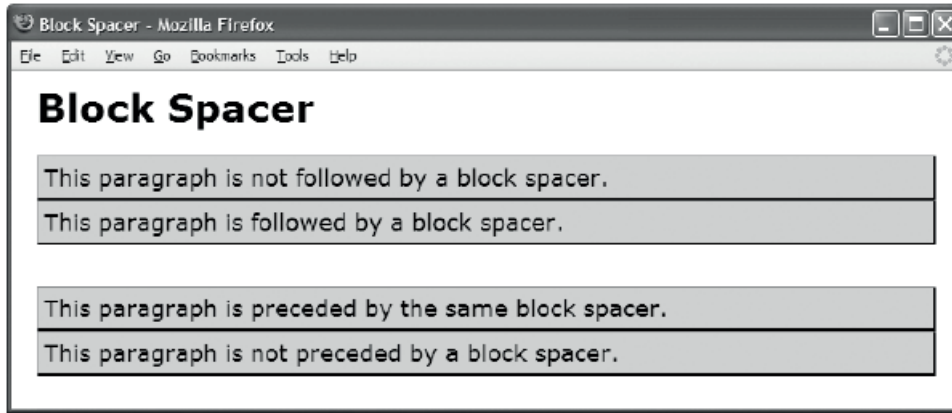 Block Spacer - Mozilla Firefox
File Edit View Go Bookmarks Tools Help
Block Spacer
This paragraph is not followed by a block spacer.
This paragraph is followed by a block spacer.
This paragraph is preceded by the same block spacer.
This paragraph is not preceded by a block spacer.